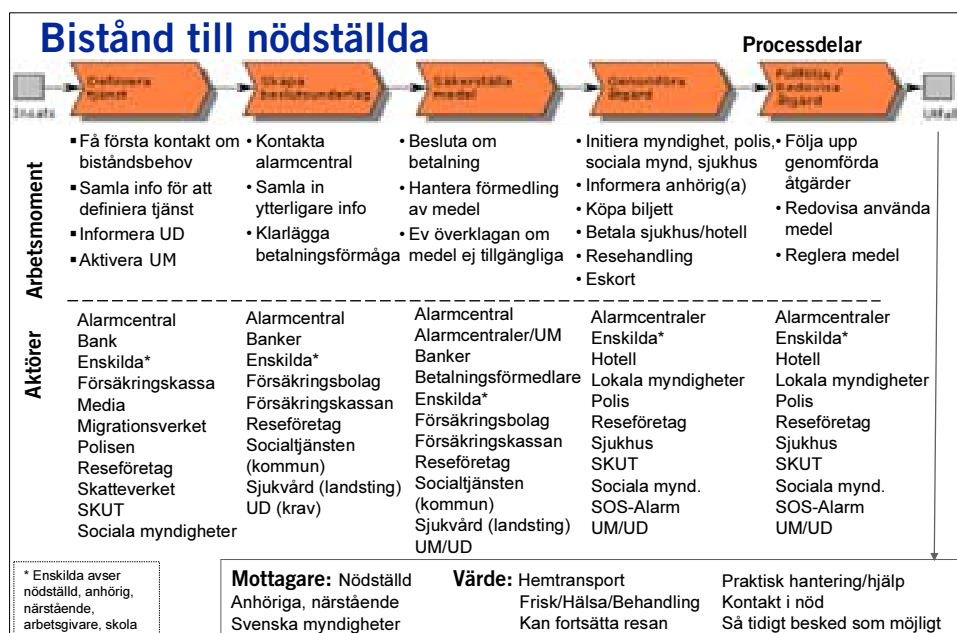 Bistånd till nödställda
Processdelar
Insats
Definiera
tjänst
Skapa
beslutsunderlag
Säkerställa
medel
Genomföra
åtgärd
Fullfölja /
Redovisa
åtgärd
Utfall
Arbetsmoment
▪ Få första kontakt om
biståndsbehov
▪ Samla info för att
definiera tjänst
▪ Informera UD
▪ Aktivera UM
• Kontakta
alarmcentral
• Samla in
ytterligare info
• Klarlägga
betalningsförmåga
• Besluta om
betalning
• Hantera förmedling
av medel
• Ev överklagan om
medel ej tillgängliga
• Initiera myndighet, polis,
sociala mynd, sjukhus
• Informera anhörig(a)
• Köpa biljett
• Betala sjukhus/hotell
• Resehandling
• Eskort
• Följa upp
genomförda
åtgärder
• Redovisa använda
medel
• Reglera medel
Aktörer
Alarmcentral
Bank
Enskilda*
Försäkringskassa
Media
Migrationsverket
Polisen
Reseföretag
Skatteverket
SKUT
Sociala myndigheter
Alarmcentral
Banker
Enskilda*
Försäkringsbolag
Försäkringskassan
Reseföretag
Socialtjänsten
(kommun)
Sjukvård (landsting)
UD (krav)
Alarmcentral
Alarmcentraler/UM
Banker
Betalningsförmedlare
Enskilda*
Försäkringsbolag
Försäkringskassan
Reseföretag
Socialtjänsten
(kommun)
Sjukvård (landsting)
UM/UD
Alarmcentraler
Enskilda*
Hotell
Lokala myndigheter
Polis
Reseföretag
Sjukhus
SKUT
Sociala mynd.
SOS-Alarm
UM/UD
Alarmcentraler
Enskilda*
Hotell
Lokala myndigheter
Polis
Reseföretag
Sjukhus
SKUT
Sociala mynd.
SOS-Alarm
UM/UD
* Enskilda avser
nödställd, anhörig,
närstående,
arbetsgivare, skola
Mottagare: Nödställd
Anhöriga, närstående
Svenska myndigheter
Värde: Hemtransport
Frisk/Hälsa/Behandling
Kan fortsätta resan
Praktisk hantering/hjälp
Kontakt i nöd
Så tidigt besked som möjligt